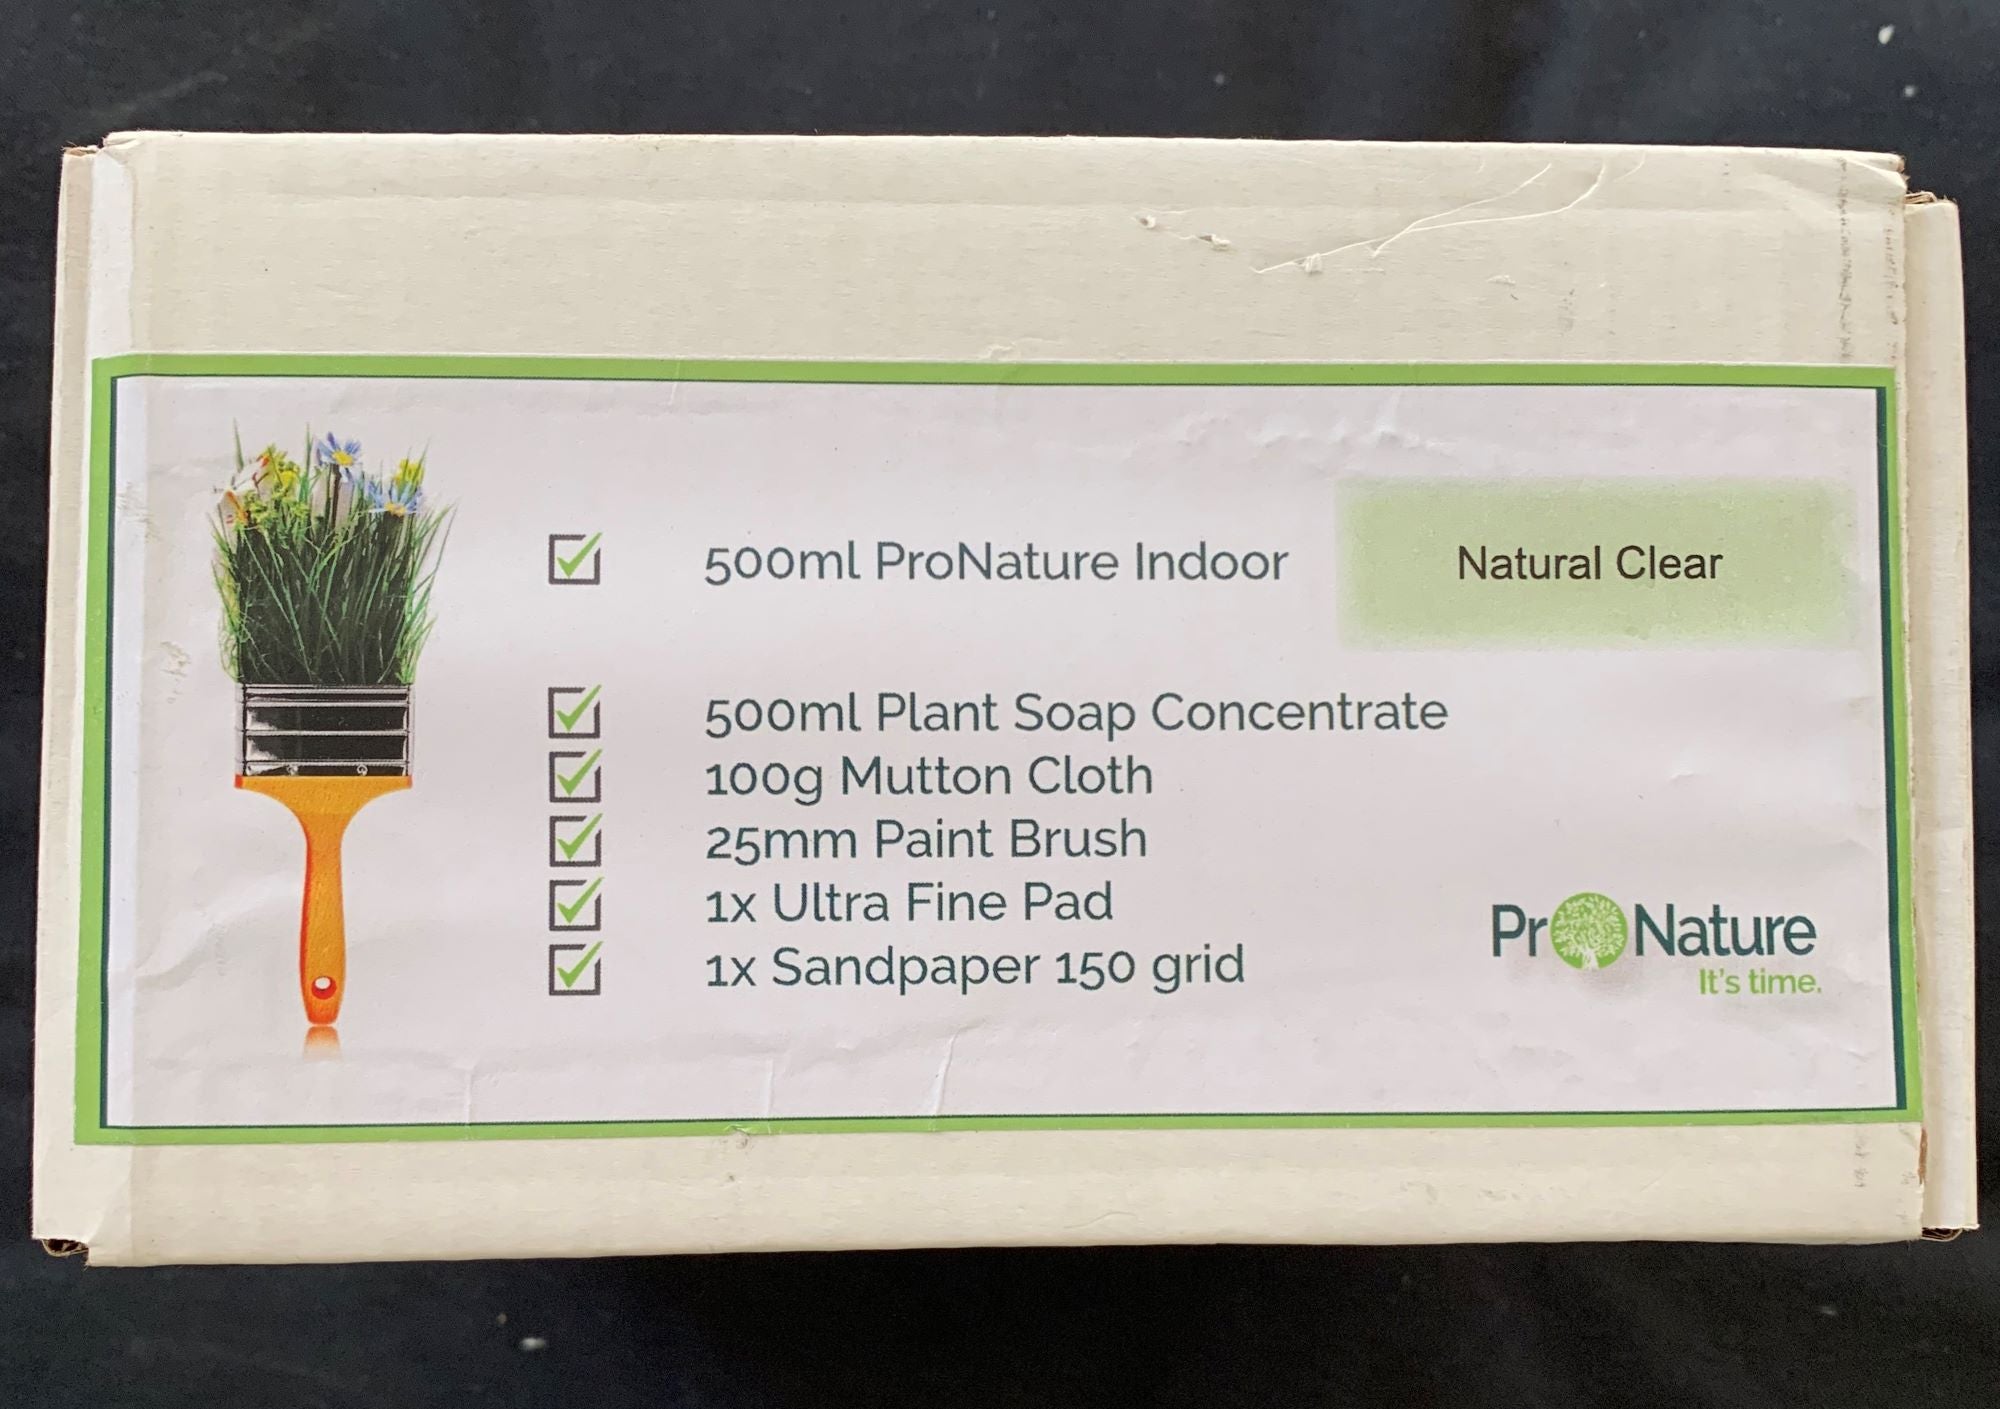 500ml ProNature Indoor
Natural Clear
500ml Plant Soap Concentrate
100g Mutton Cloth
25mm Paint Brush
1x Ultra Fine Pad
1x Sandpaper 150 grid
ProNature
It's time.